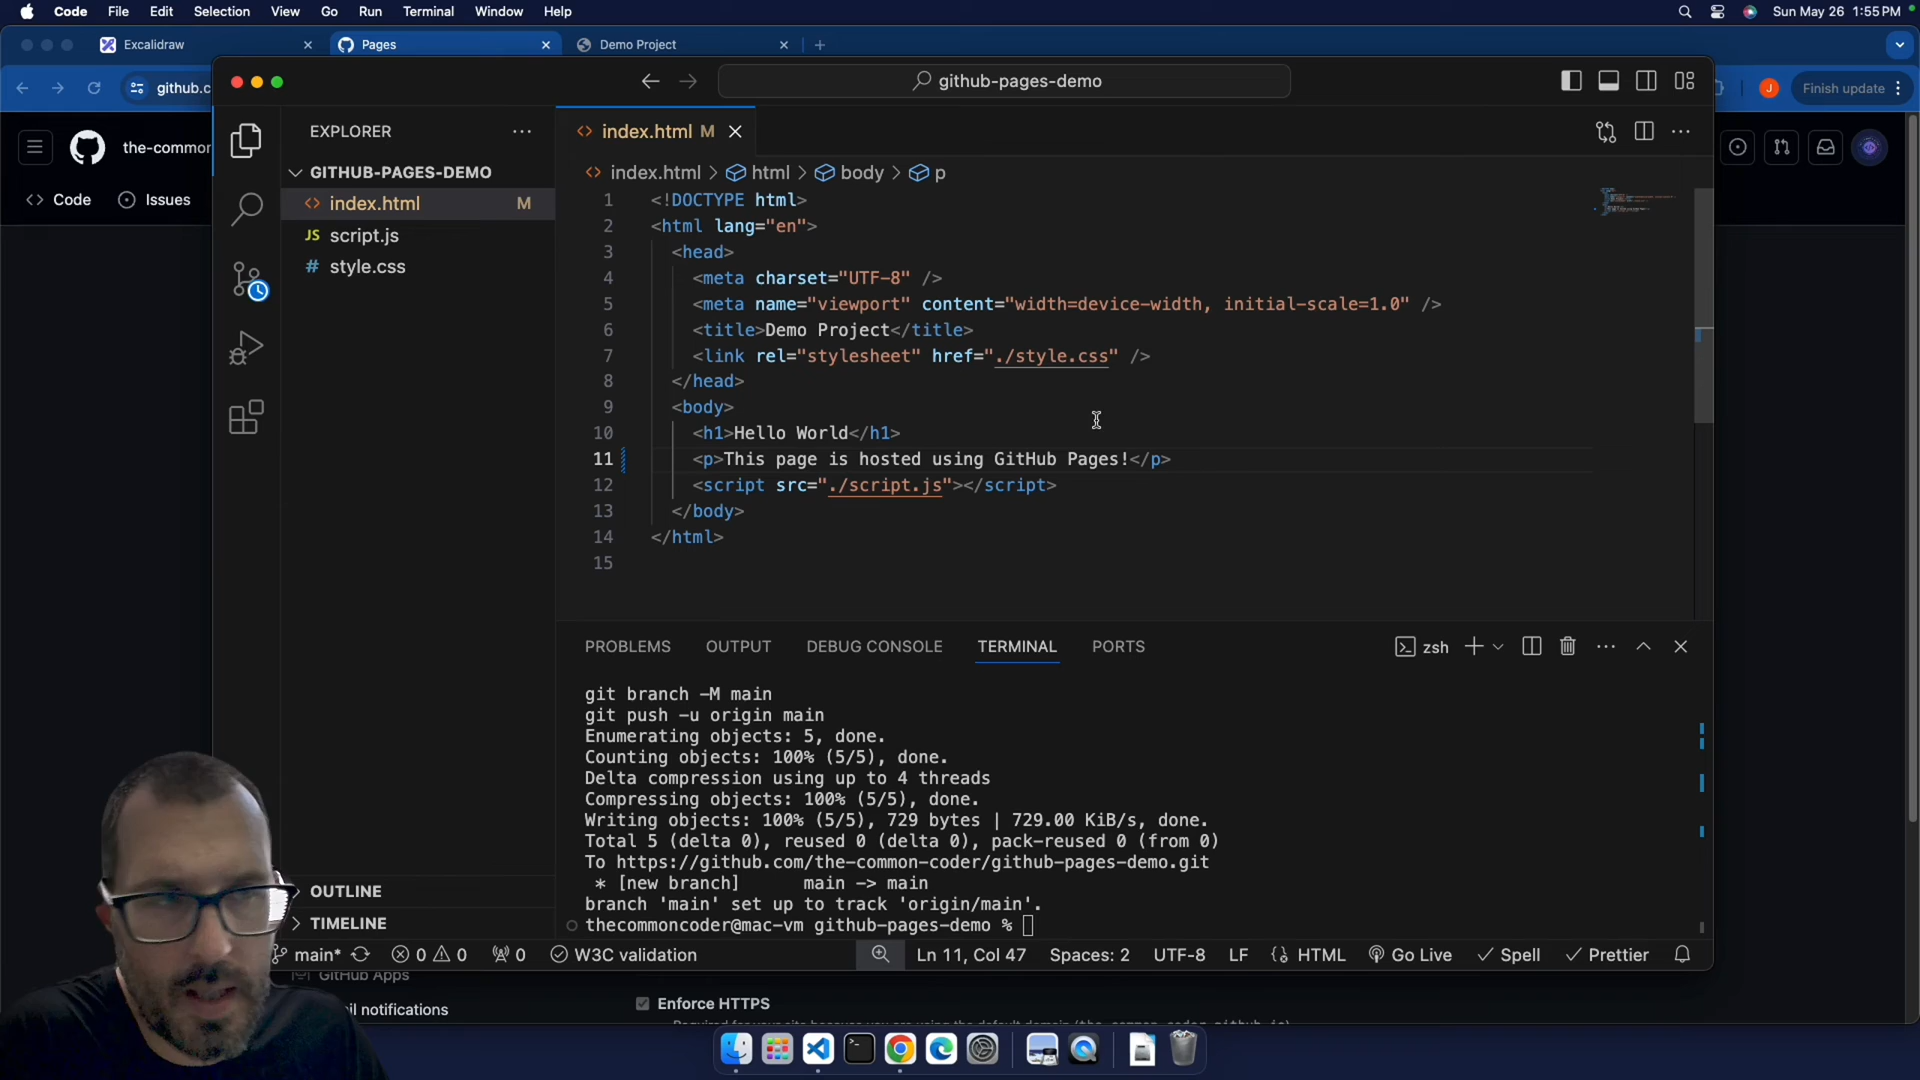 Code File Edit Selection View Go Run Terminal Window Help
Sun May 26 1:55 PM
Excalidraw
Pages
Demo Project
github.c
Finish update
J
github-pages-demo
the-common
Code
Issues
EXPLORER
GITHUB-PAGES-DEMO
index.html M
JS script.js
# style.css
OUTLINE
TIMELINE
index.html M
index.html > html > body > p
1 <!DOCTYPE html>
2 <html lang="en">
3 <head>
4 <meta charset="UTF-8" />
5 <meta name="viewport" content="width=device-width, initial-scale=1.0" />
6 <title>Demo Project</title>
7 <link rel="stylesheet" href="./style.css" />
8 </head>
9 <body>
10 <h1>Hello World</h1>
11 <p>This page is hosted using GitHub Pages!</p>
12 <script src="./script.js"></script>
13 </body>
14 </html>
15
PROBLEMS OUTPUT DEBUG CONSOLE TERMINAL PORTS
zsh
git branch -M main
git push -u origin main
Enumerating objects: 5, done.
Counting objects: 100% (5/5), done.
Delta compression using up to 4 threads
Compressing objects: 100% (5/5), done.
Writing objects: 100% (5/5), 729 bytes | 729.00 KiB/s, done.
Total 5 (delta 0), reused 0 (delta 0), pack-reused 0 (from 0)
To https://github.com/the-common-coder/github-pages-demo.git
* [new branch] main -> main
branch 'main' set up to track 'origin/main'.
thecommoncoder@mac-vm github-pages-demo %
main* 0 0 0 W3C validation Ln 11, Col 47 Spaces: 2 UTF-8 LF HTML Go Live Spell Prettier
GitHub Apps
il notifications
Enforce HTTPS